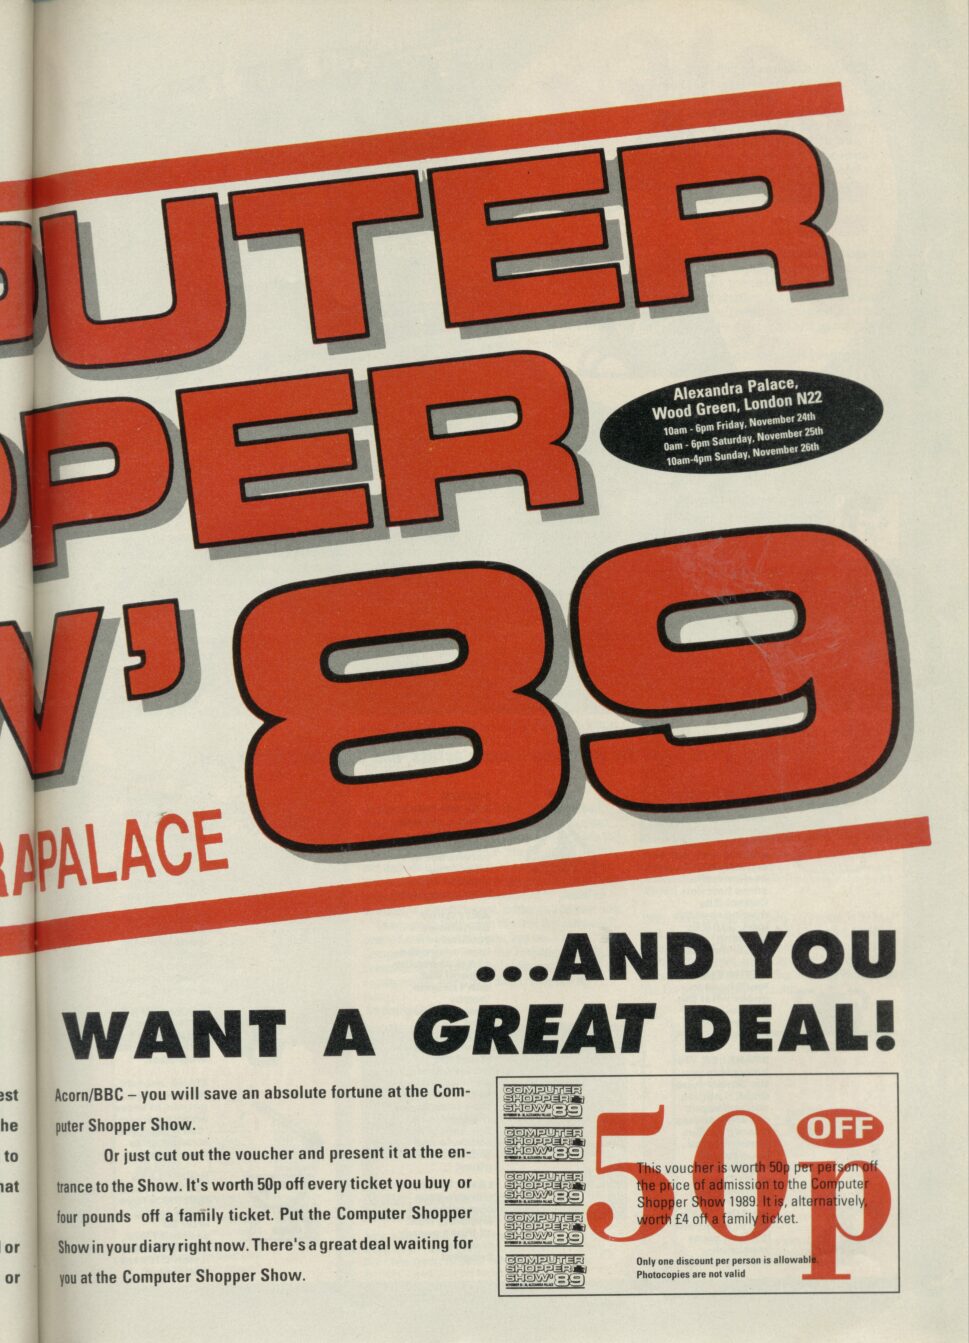 PUTER
PPER
W'89
RAPALACE
Alexandra Palace,
Wood Green, London N22
10am - 6pm Friday, November 24th
0am - 6pm Saturday, November 25th
10am-4pm Sunday, November 26th
...AND YOU
WANT A GREAT DEAL!
est
he
to
hat
l or
or
Acorn/BBC – you will save an absolute fortune at the Com-
puter Shopper Show.
Or just cut out the voucher and present it at the en-
trance to the Show. It's worth 50p off every ticket you buy or
four pounds off a family ticket. Put the Computer Shopper
Show in your diary right now. There's a great deal waiting for
you at the Computer Shopper Show.
COMPUTER
SHOPPER
SHOW'89
COMPUTER
SHOPPER
SHOW'89
COMPUTER
SHOPPER
SHOW'89
COMPUTER
SHOPPER
SHOW'89
COMPUTER
SHOPPER
SHOW'89
50p
OFF
This voucher is worth 50p per person off
the price of admission to the Computer
Shopper Show 1989. It is, alternatively,
worth £4 off a family ticket.
Only one discount per person is allowable.
Photocopies are not valid